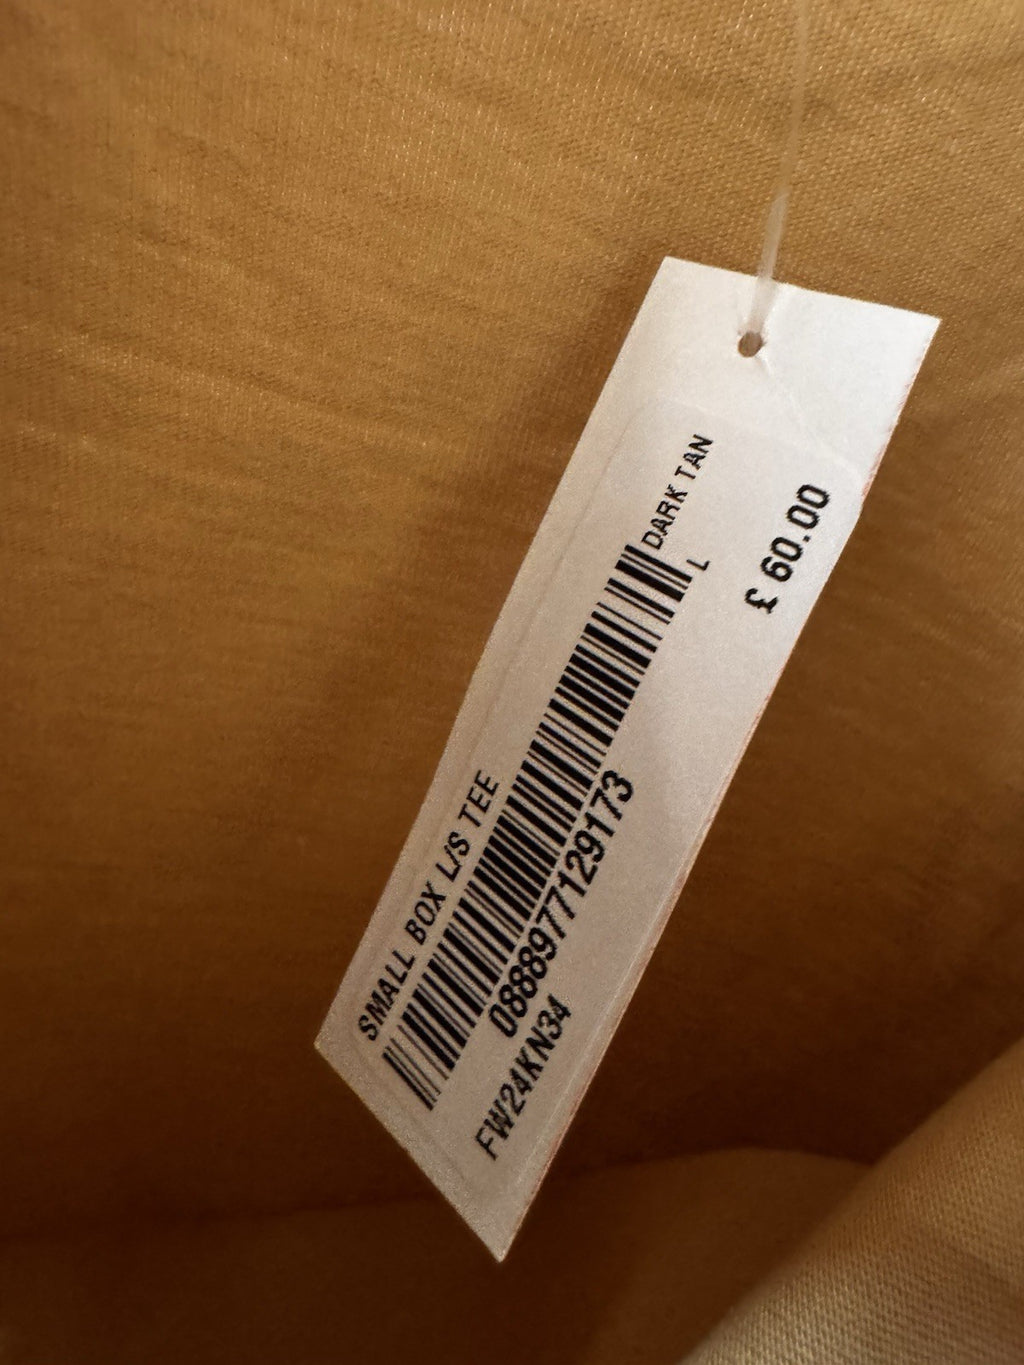 SMALL BOX L/S TEE
DARK TAN
L
0888977129173
FW24KN34
£ 60.00